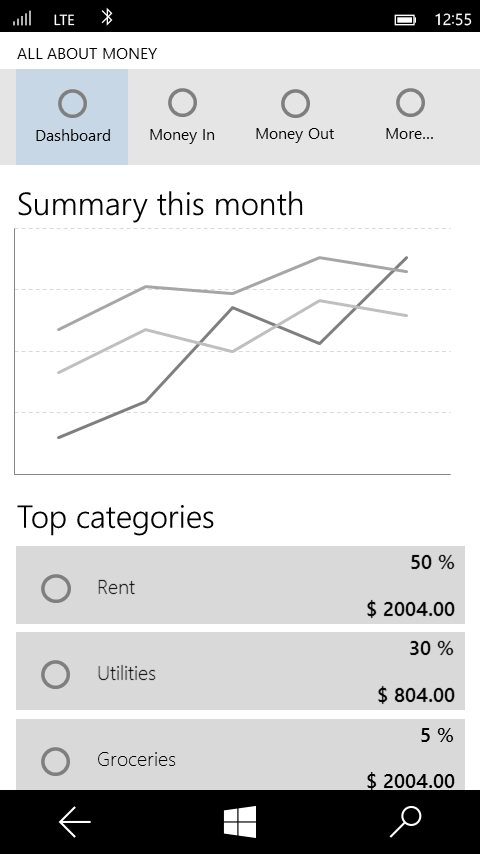 LTE 12:55
ALL ABOUT MONEY
Dashboard Money In Money Out More...
Summary this month
Top categories
50 %
Rent
$ 2004.00
30 %
Utilities
$ 804.00
5 %
Groceries
$ 2004.00